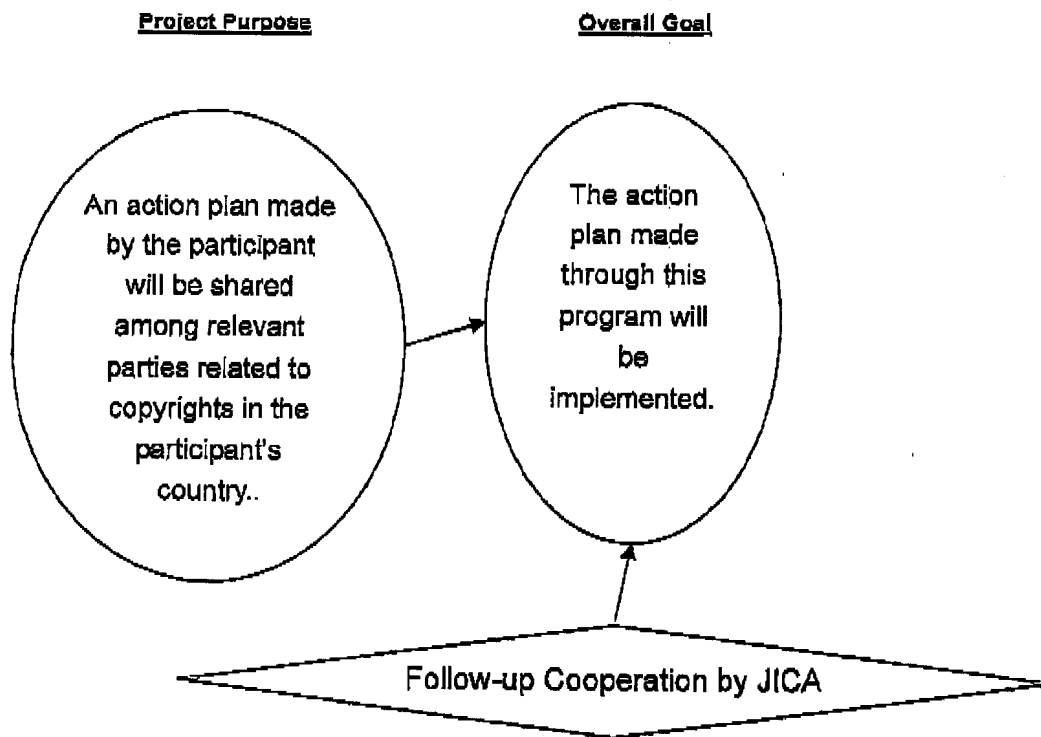 Project Purpose
Overall Goal
An action plan made
by the participant
will be shared
among relevant
parties related to
copyrights in the
participant's
country..
The action
plan made
through this
program will
be
implemented.
Follow-up Cooperation by JICA